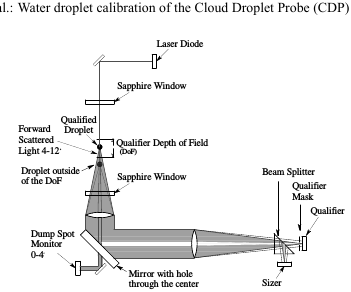 al.: Water droplet calibration of the Cloud Droplet Probe (CDP)
Laser Diode
Sapphire Window
Qualified
Droplet
Forward
Scattered
Light 4-12°
Qualifier Depth of Field
(DoF)
Droplet outside
of the DoF
Sapphire Window
Beam Splitter
Qualifier
Mask
Qualifier
Dump Spot
Monitor
0-4°
Mirror with hole
through the center
Sizer